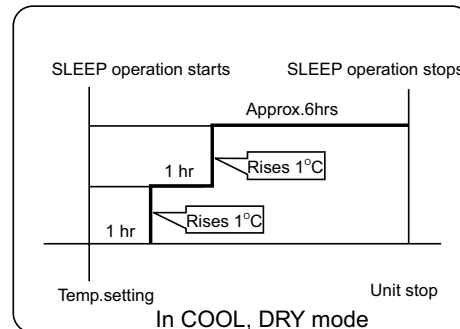 SLEEP operation starts
SLEEP operation stops
Approx.6hrs
1 hr
Rises 1°C
1 hr
Rises 1°C
Temp.setting
Unit stop
In COOL, DRY mode